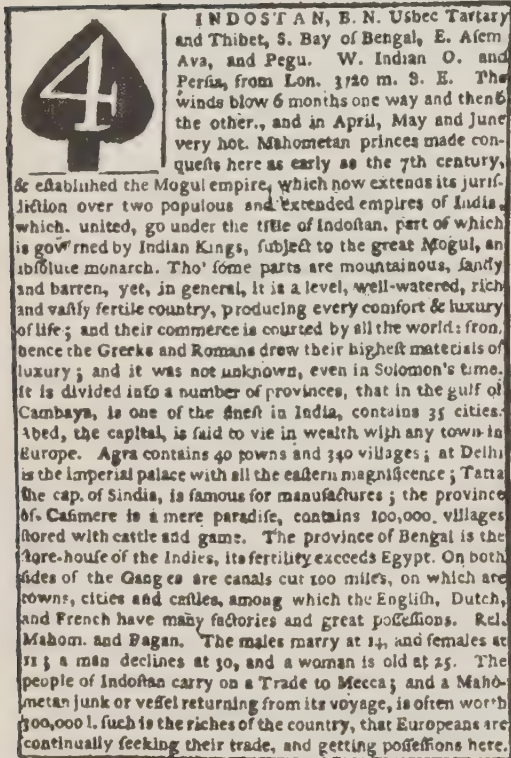 4
INDOSTAN, B. N. Usbec Tartary
and Thibet, S. Bay of Bengal, E. Asem
Ava, and Pegu. W. Indian O. and
Persia, from Lon. 3720 m. S. E. The
winds blow 6 months one way and then 6
the other., and in April, May and June
very hot. Mahometan princes made con-
quests here as early as the 7th century,
& established the Mogul empire, which now extends its juris-
diction over two populous and extended empires of India,
which. united, go under the title of Indostan. part of which
is gov rned by Indian Kings, subject to the great Mogul, an
absolute monarch. Tho' some parts are mountainous, sandy
and barren, yet, in general, it is a level, well-watered, rich
and vastly fertile country, producing every comfort & luxury
of life; and their commerce is courted by all the world: from
hence the Greeks and Romans drew their highest materials of
luxury; and it was not unknown, even in Solomon's time.
It is divided into a number of provinces, that in the gulf of
Cambaya, is one of the finest in India, contains 35 cities.
Abed, the capital, is said to vie in wealth with any town in
Europe. Agra contains 40 towns and 340 villages; at Delhi
is the imperial palace with all the eastern magnificence; Tatta
the cap. of Sindia, is famous for manufactures; the province
of Casimere is a mere paradise, contains 100,000. villages
stored with cattle and game. The province of Bengal is the
store-house of the Indies, its fertility exceeds Egypt. On both
sides of the Gang es are canals cut 100 miles, on which are
towns, cities and castles, among which the English, Dutch,
and French have many factories and great possessions. Rel.
Mahom. and Pagan. The males marry at 14, and females at
11; a man declines at 30, and a woman is old at 25. The
people of Indostan carry on a Trade to Mecca; and a Maho-
metan junk or vessel returning from its voyage, is often worth
300,000 l. such is the riches of the country, that Europeans are
continually seeking their trade, and getting possessions here.